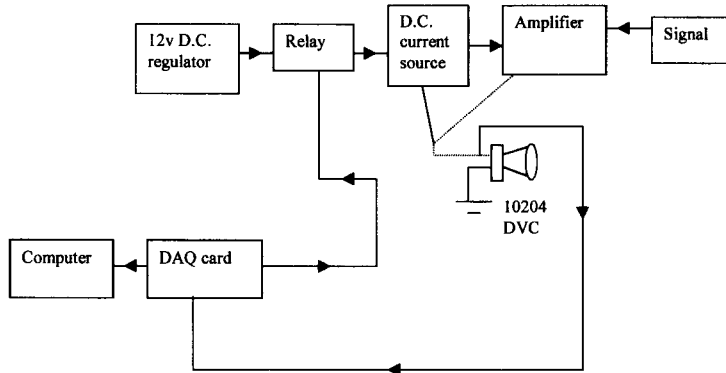 12v D.C.
regulator
Relay
D.C.
current
source
Amplifier
Signal
10204
DVC
Computer
DAQ card